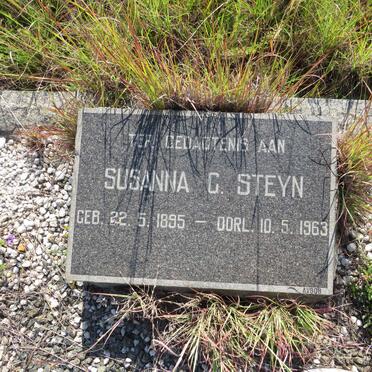 TER GEDAGTENIS AAN
SUSANNA C. STEYN
GEB. 22. 5. 1895 — OORL. 10. 5. 1963